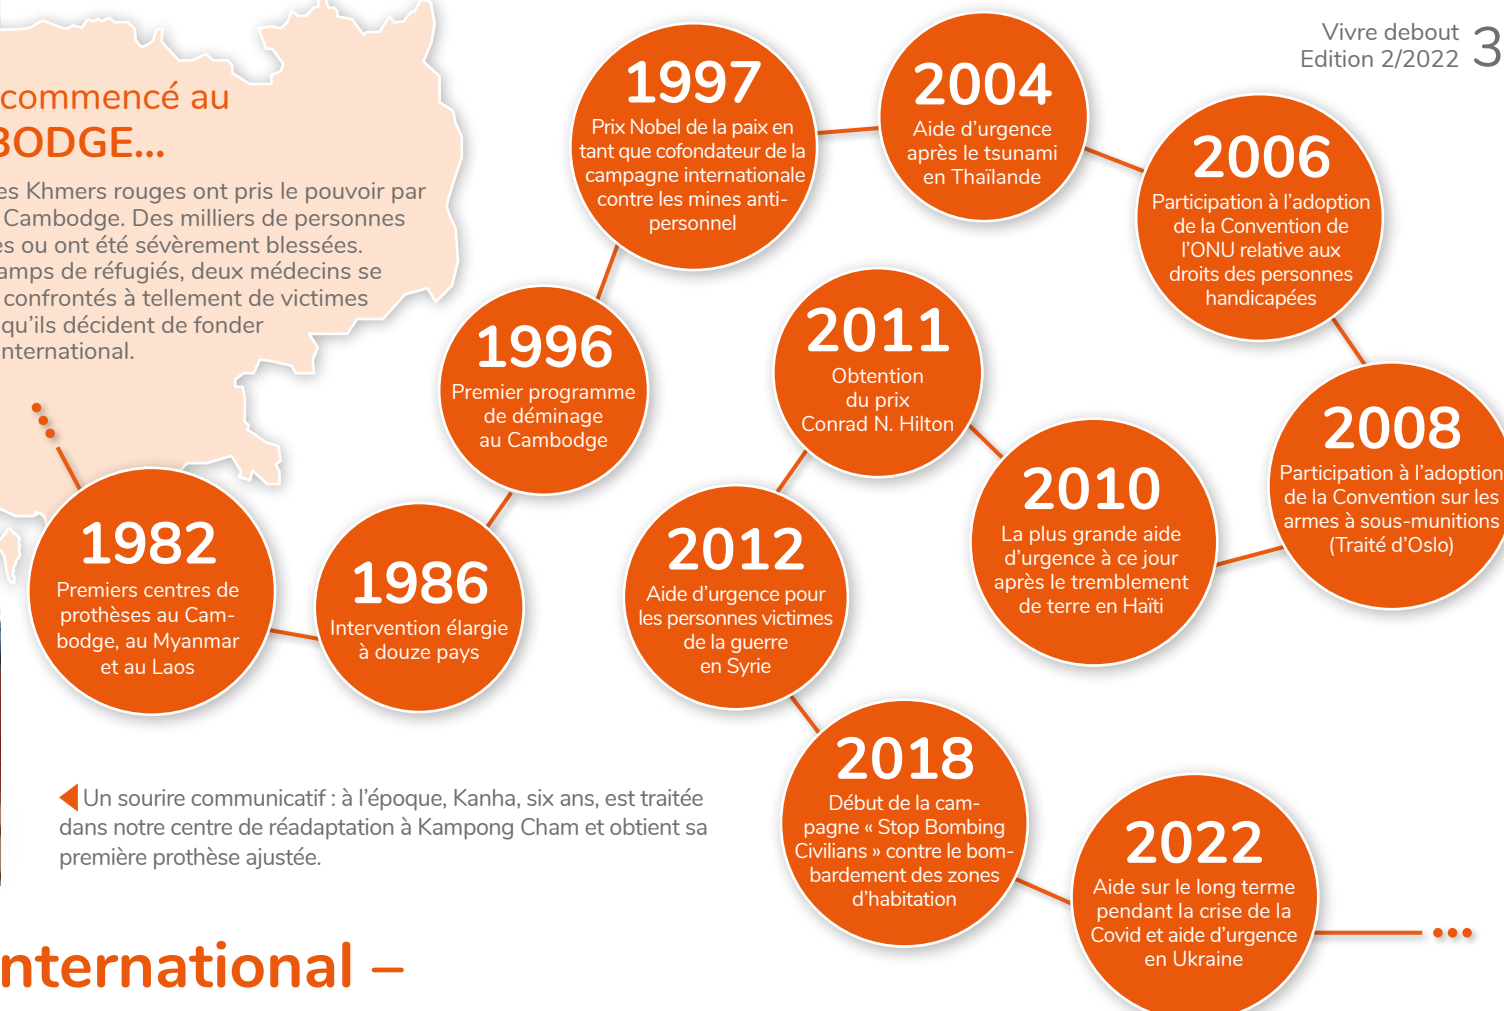 Vivre debout
Edition 2/2022
3
commencé au
BODGE...
es Khmers rouges ont pris le pouvoir par
Cambodge. Des milliers de personnes
es ou ont été sévèrement blessées.
amps de réfugiés, deux médecins se
confrontés à tellement de victimes
qu’ils décident de fonder
nternational.
1982
Premiers centres de
prothèses au Cam-
bodge, au Myanmar
et au Laos
1986
Intervention élargie
à douze pays
1996
Premier programme
de déminage
au Cambodge
1997
Prix Nobel de la paix en
tant que cofondateur de la
campagne internationale
contre les mines anti-
personnel
2004
Aide d’urgence
après le tsunami
en Thaïlande
2006
Participation à l’adoption
de la Convention de
l’ONU relative aux
droits des personnes
handicapées
2008
Participation à l’adoption
de la Convention sur les
armes à sous-munitions
(Traité d’Oslo)
2010
La plus grande aide
d’urgence à ce jour
après le tremblement
de terre en Haïti
2011
Obtention
du prix
Conrad N. Hilton
2012
Aide d’urgence pour
les personnes victimes
de la guerre
en Syrie
2018
Début de la cam-
pagne « Stop Bombing
Civilians » contre le bom-
bardement des zones
d’habitation
2022
Aide sur le long terme
pendant la crise de la
Covid et aide d’urgence
en Ukraine
Un sourire communicatif : à l’époque, Kanha, six ans, est traitée
dans notre centre de réadaptation à Kampong Cham et obtient sa
première prothèse ajustée.
nternational –